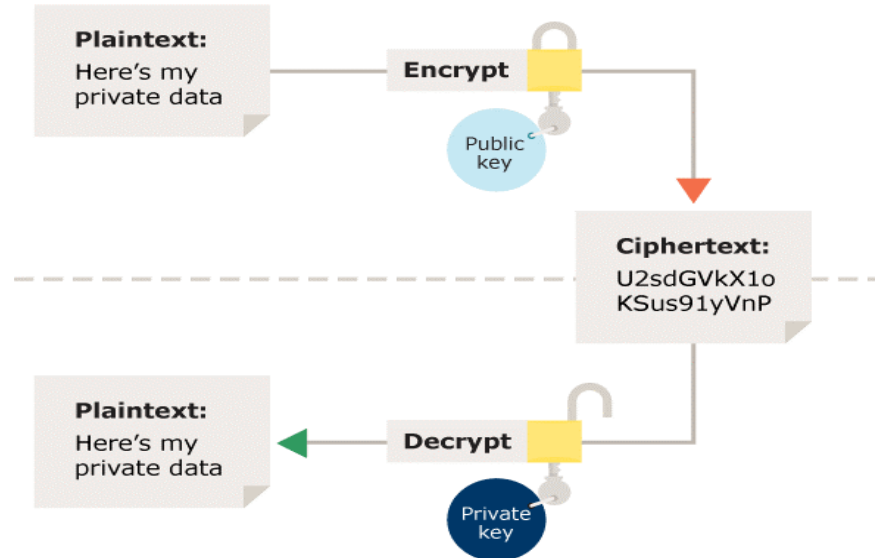 Plaintext:
Here’s my
private data
Encrypt
Public
key
Ciphertext:
U2sdGVkX1o
KSus91yVnP
Plaintext:
Here’s my
private data
Decrypt
Private
key